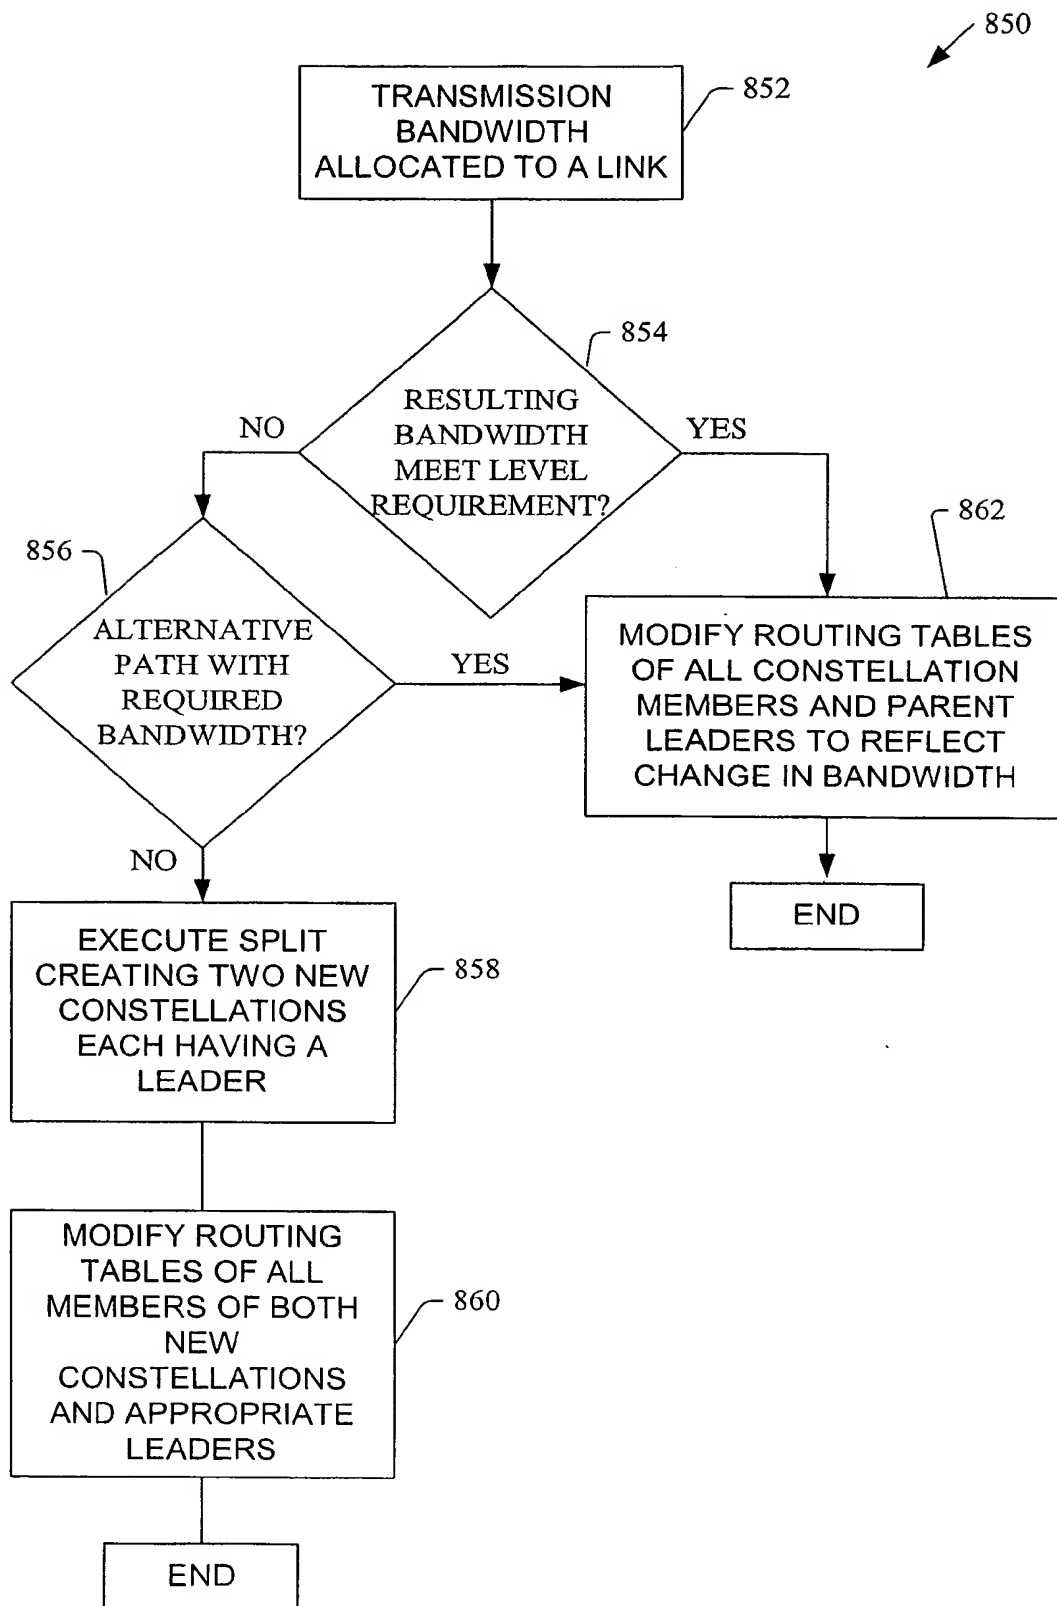 850
TRANSMISSION
BANDWIDTH
ALLOCATED TO A LINK
852
854
RESULTING
BANDWIDTH
MEET LEVEL
REQUIREMENT?
NO
YES
856
862
ALTERNATIVE
PATH WITH
REQUIRED
BANDWIDTH?
YES
NO
MODIFY ROUTING TABLES
OF ALL CONSTELLATION
MEMBERS AND PARENT
LEADERS TO REFLECT
CHANGE IN BANDWIDTH
END
EXECUTE SPLIT
CREATING TWO NEW
CONSTELLATIONS
EACH HAVING A
LEADER
858
MODIFY ROUTING
TABLES OF ALL
MEMBERS OF BOTH
NEW
CONSTELLATIONS
AND APPROPRIATE
LEADERS
860
END